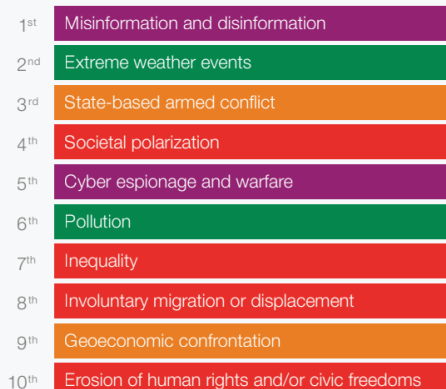 1st Misinformation and disinformation
2nd Extreme weather events
3rd State-based armed conflict
4th Societal polarization
5th Cyber espionage and warfare
6th Pollution
7th Inequality
8th Involuntary migration or displacement
9th Geoeconomic confrontation
10th Erosion of human rights and/or civic freedoms